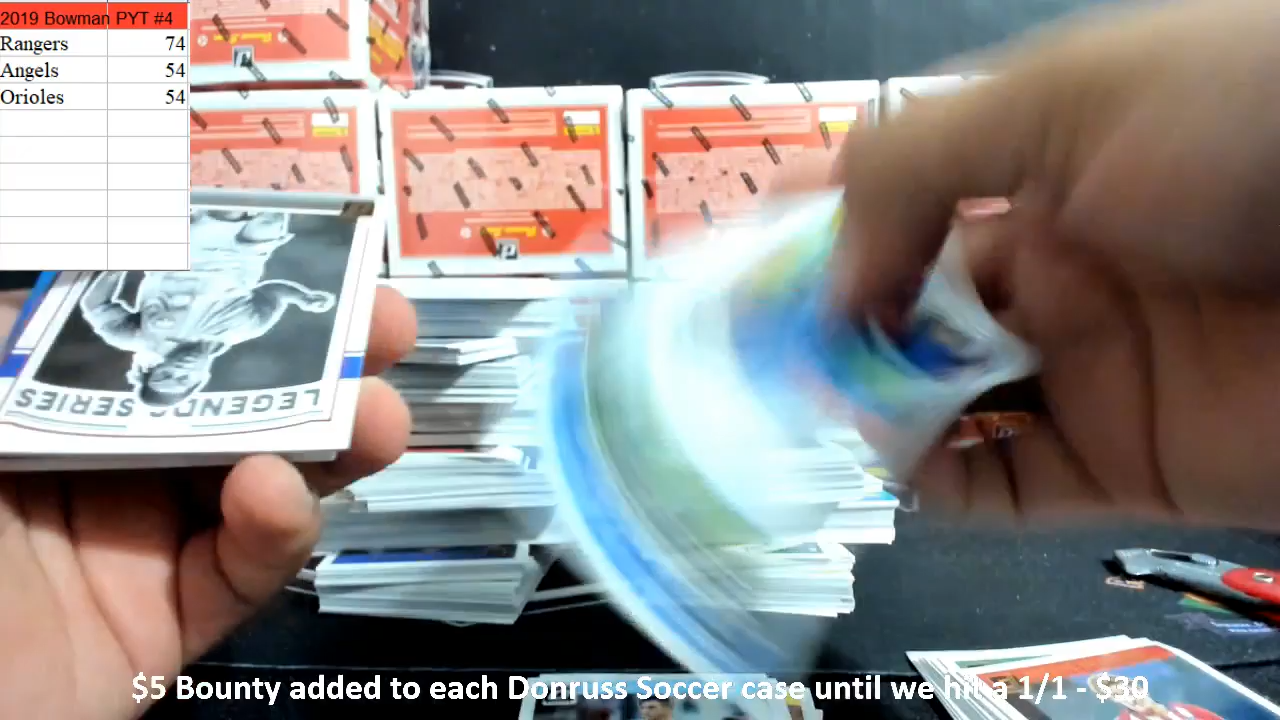 2019 Bowman PYT #4
Rangers 74
Angels 54
Orioles 54
LEGENDS SERIES
$5 Bounty added to each Donruss Soccer case until we hit a 1/1 - $30